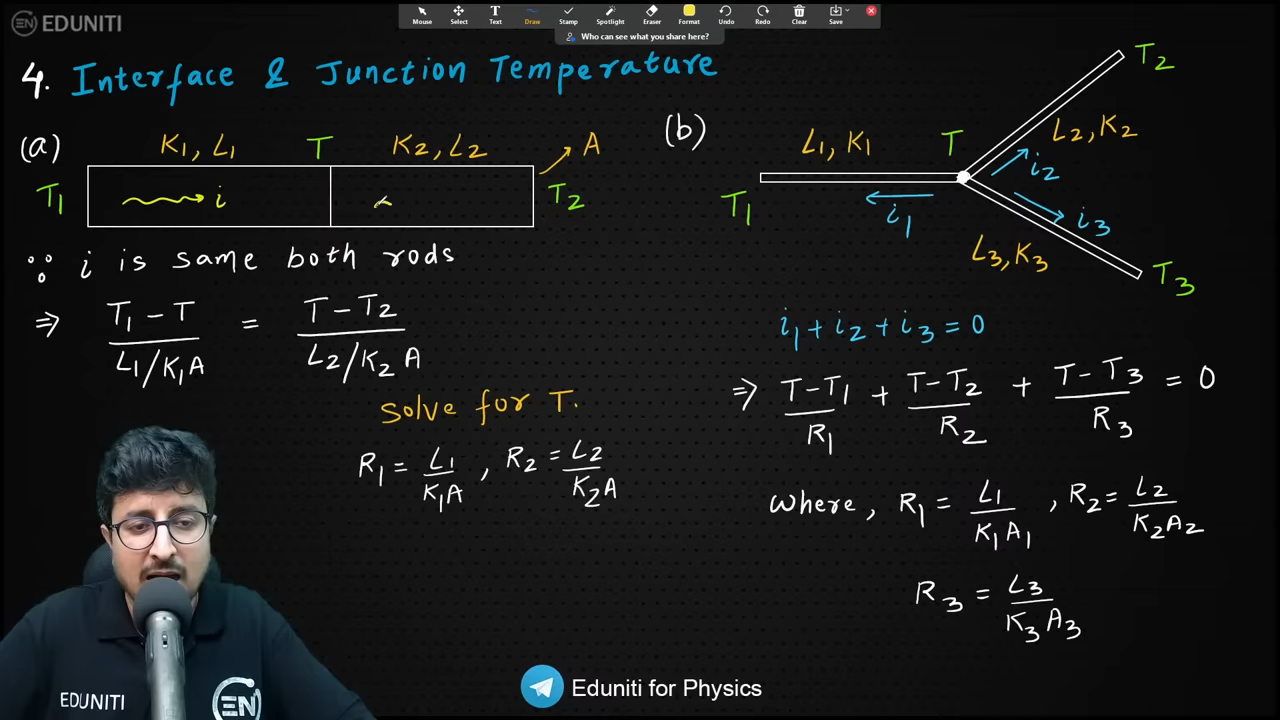 EDUNITI
Mouse Select Text Draw Stamp Spotlight Eraser Format Undo Redo Clear Save
Who can see what you share here?
4. Interface & Junction Temperature
(a)
K1, L1 T K2, L2 A
T1 i T2
∵ i is same both rods
⇒ (T1 - T)/(L1/K1A) = (T - T2)/(L2/K2 A)
Solve for T.
R1 = L1/K1A , R2 = L2/K2A
(b)
T2
L1, K1 T L2, K2
i2
T1 i1 i3
L3, K3 T3
i1 + i2 + i3 = 0
⇒ (T - T1)/R1 + (T - T2)/R2 + (T - T3)/R3 = 0
where, R1 = L1/K1A1 , R2 = L2/K2A2
R3 = L3/K3A3
EDUNITI
EN
Eduniti for Physics